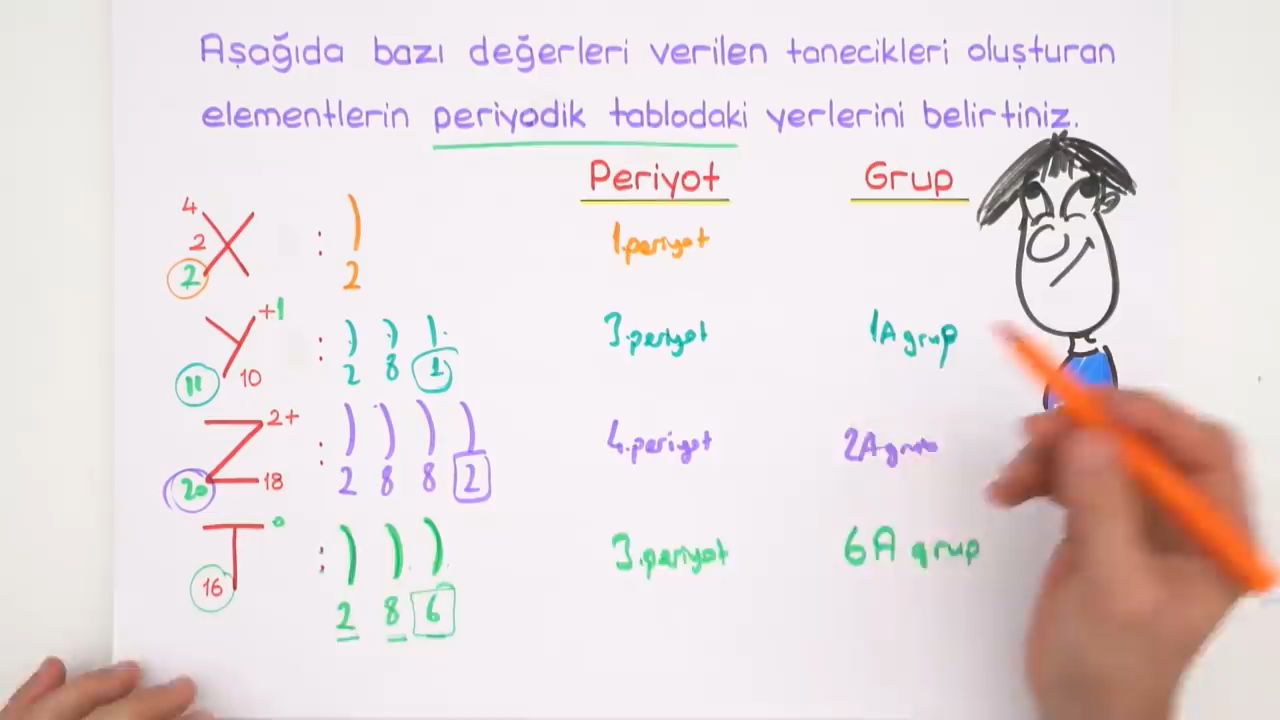 Aşağıda bazı değerleri verilen tanecikleri oluşturan
elementlerin periyodik tablodaki yerlerini belirtiniz.
Periyot Grup
4
2 X : ) 1.periyot
2 2
Y +1 : ) ) ) 3.periyot 1A grup
11 10 2 8 1
Z 2+ : ) ) ) ) 4.periyot 2A grup
20 18 2 8 8 2
T 0 : ) ) ) 3.periyot 6A grup
16 2 8 6